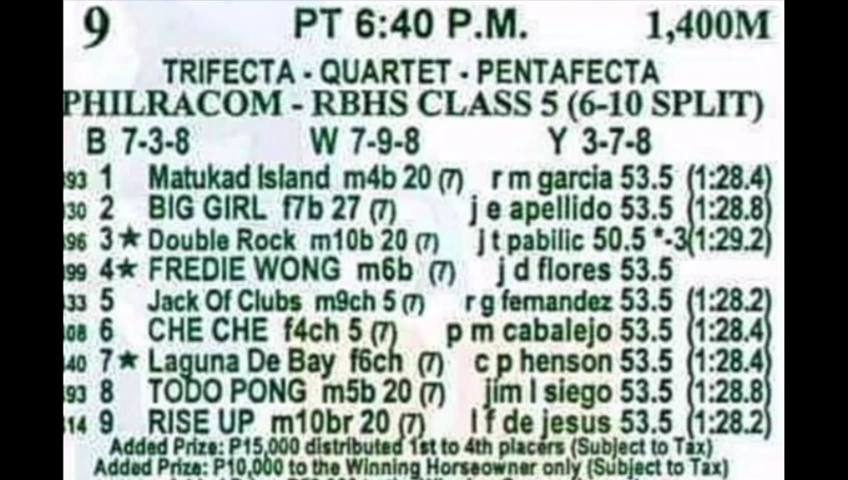 9 PT 6:40 P.M. 1,400M
TRIFECTA - QUARTET - PENTAFECTA
PHILRACOM - RBHS CLASS 5 (6-10 SPLIT)
B 7-3-8 W 7-9-8 Y 3-7-8
93 1 Matukad Island m4b 20 (7) r m garcia 53.5 (1:28.4)
30 2 BIG GIRL f7b 27 (7) j e apellido 53.5 (1:28.8)
96 3★ Double Rock m10b 20 (7) j t pabilic 50.5 *-3(1:29.2)
99 4★ FREDIE WONG m6b (7) j d flores 53.5
33 5 Jack Of Clubs m9ch 5 (7) r g fernandez 53.5 (1:28.2)
08 6 CHE CHE f4ch 5 (7) p m cabalejo 53.5 (1:28.4)
40 7★ Laguna De Bay f6ch (7) c p henson 53.5 (1:28.4)
93 8 TODO PONG m5b 20 (7) jim l siego 53.5 (1:28.8)
14 9 RISE UP m10br 20 (7) l f de jesus 53.5 (1:28.2)
Added Prize: P15,000 distributed 1st to 4th placers (Subject to Tax)
Added Prize: P10,000 to the Winning Horseowner only (Subject to Tax)